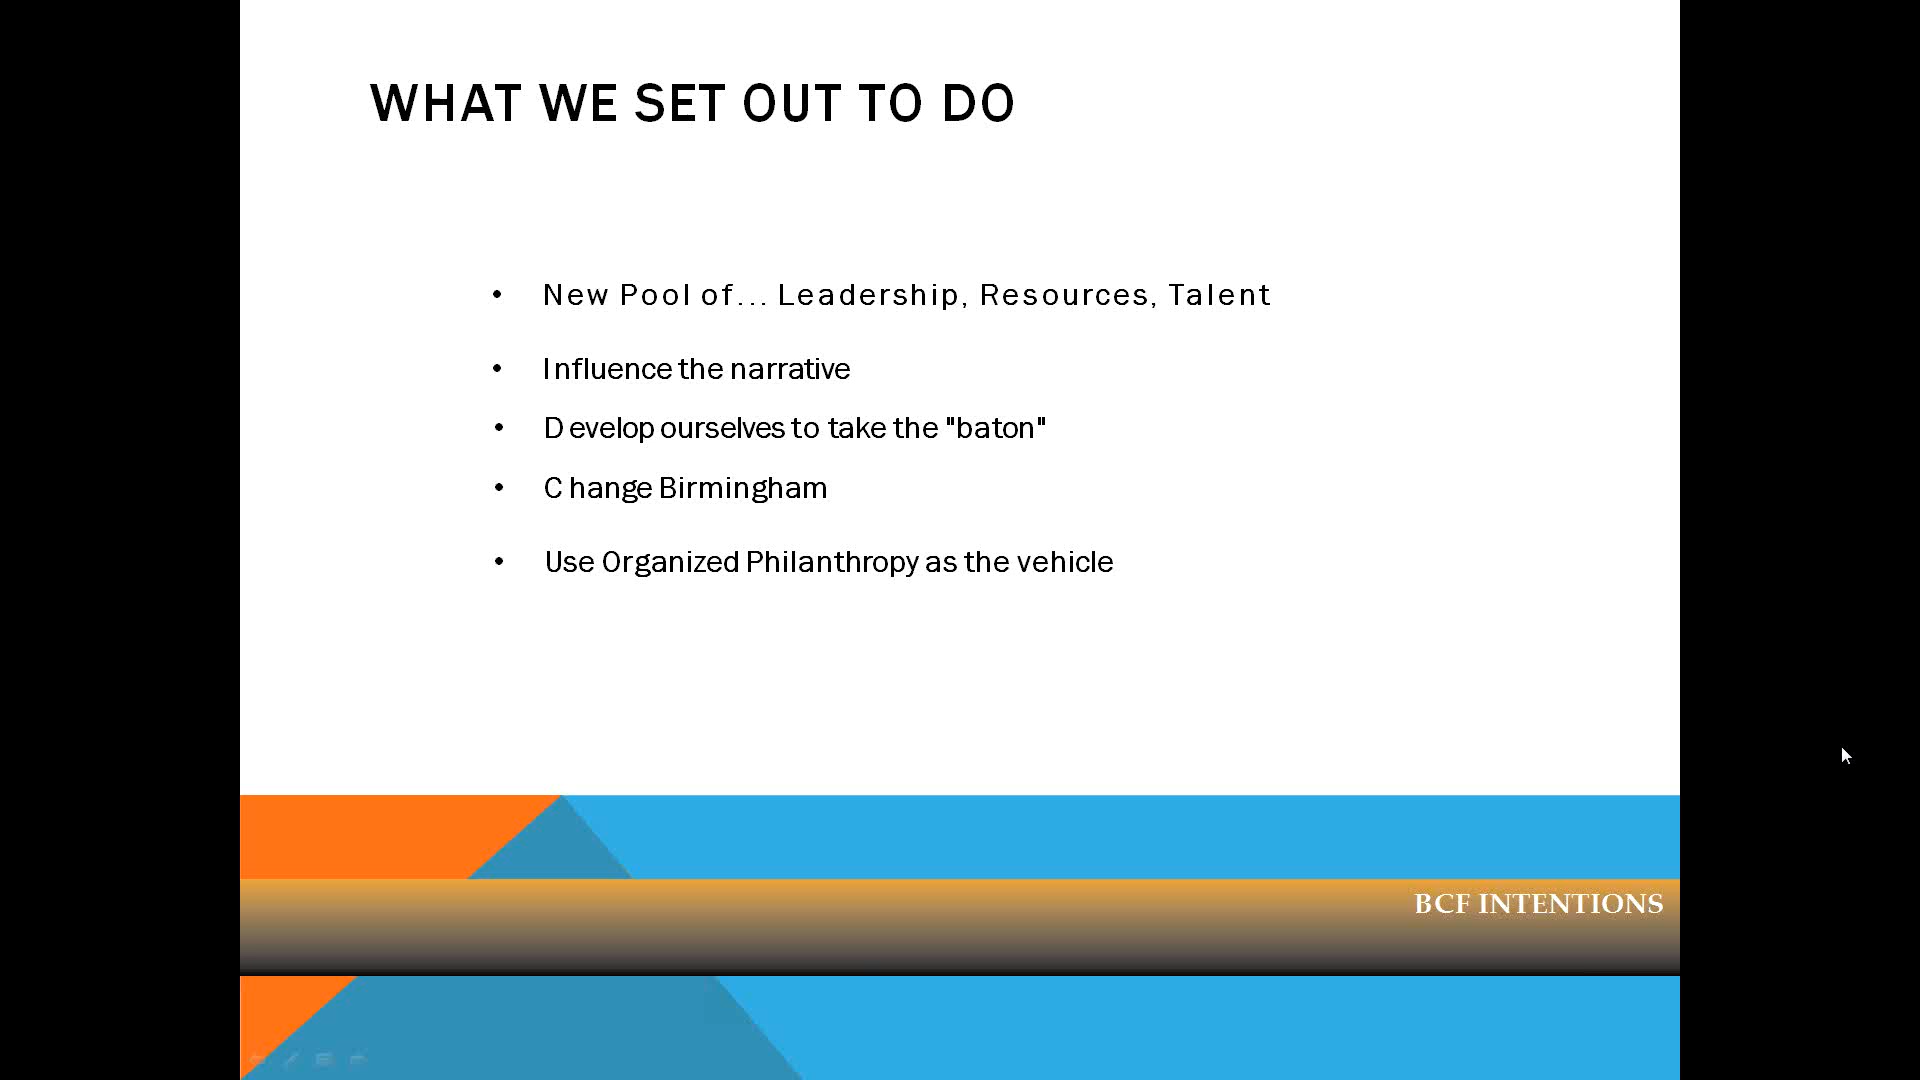 WHAT WE SET OUT TO DO
• New Pool of... Leadership, Resources, Talent
• Influence the narrative
• Develop ourselves to take the "baton"
• Change Birmingham
• Use Organized Philanthropy as the vehicle
BCF INTENTIONS